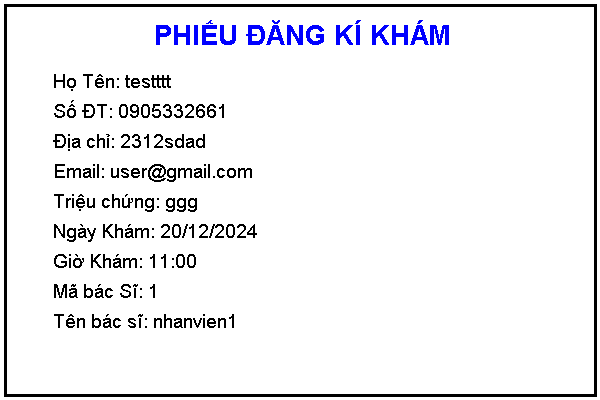 PHIẾU ĐĂNG KÍ KHÁM
Họ Tên: testttt
Số ĐT: 0905332661
Địa chỉ: 2312sdad
Email: user@gmail.com
Triệu chứng: ggg
Ngày Khám: 20/12/2024
Giờ Khám: 11:00
Mã bác Sĩ: 1
Tên bác sĩ: nhanvien1